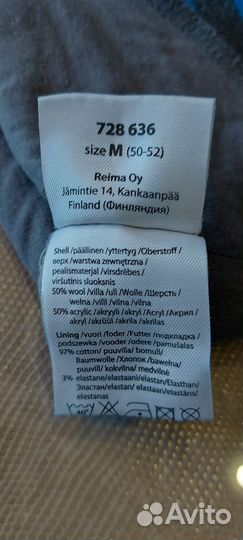 728 636
size M (50-52)
Reima Oy
Jämintie 14, Kankaanpää
Finland (Финляндия)
Shell/päällinen/yttertyg/Oberstoff/
верх/warstwa zewnętrzna/
pealismaterjal/virsdrēbes/
viršutinis sluoksnis
50% wool/villa/ull/Wolle/Шерсть/
wełna/vill/vilna/vilna
50% acrylic/akryyli/akryl/Acryl/Акрил/
akryl/akrüül/akrils/akrilas
Lining/vuori/foder/Futter/подкладка/
podszewka/vooder/odere/pamušalas
97% cotton/puuvilla/bomull/
Baumwolle/Хлопок/bawełna/
puuvill/kokvilna/medvilnė
3% elastane/elastaani/elastan/Elasthan/
Эластан/elastan/elastaan/elastāns/
elastanas
40°
Avito